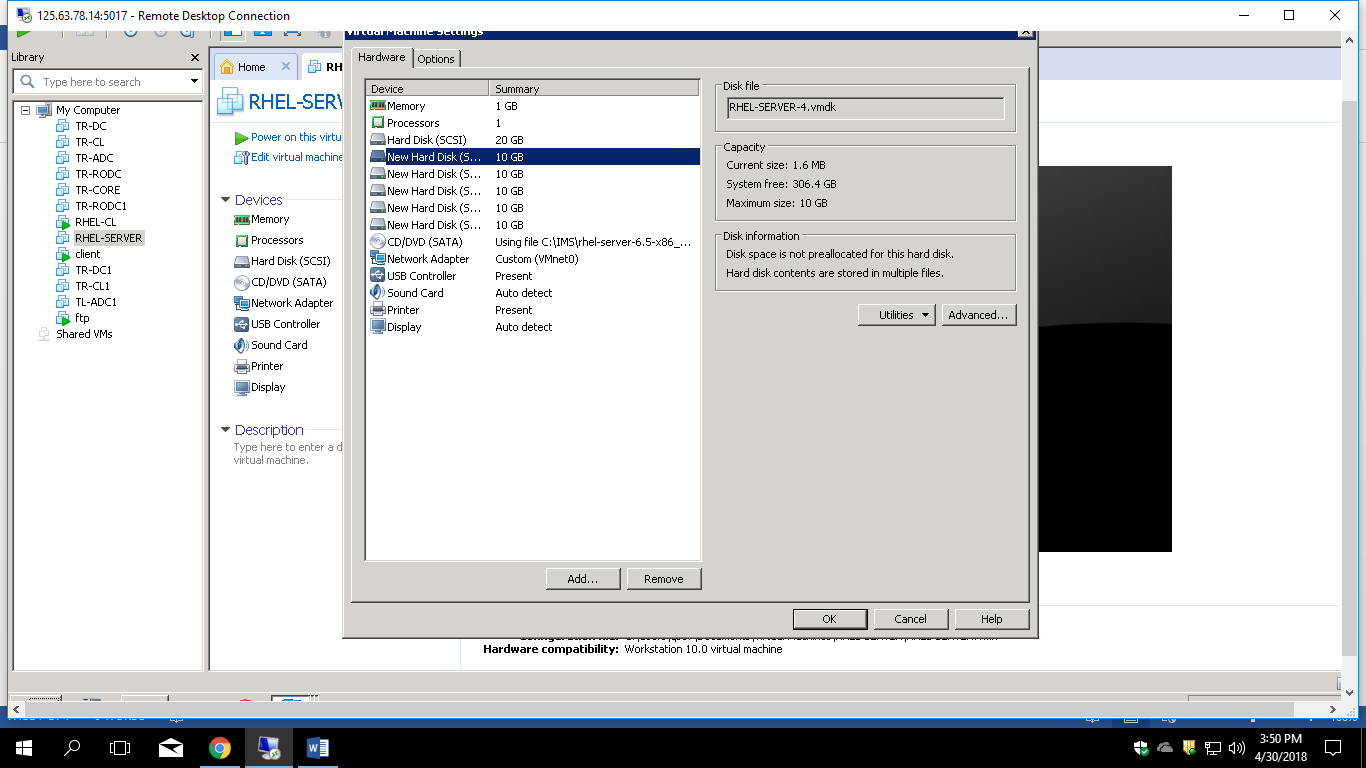 125.63.78.14:5017 - Remote Desktop Connection
Virtual Machine Settings
Library
Type here to search
My Computer
TR-DC
TR-CL
TR-ADC
TR-RODC
TR-CORE
TR-RODC1
RHEL-CL
RHEL-SERVER
client
TR-DC1
TR-CL1
TL-ADC1
ftp
Shared VMs
Home
RH
RHEL-SERV
Power on this virtu
Edit virtual machine
Devices
Memory
Processors
Hard Disk (SCSI)
CD/DVD (SATA)
Network Adapter
USB Controller
Sound Card
Printer
Display
Description
Type here to enter a d
virtual machine.
Hardware Options
Device Summary
Memory 1 GB
Processors 1
Hard Disk (SCSI) 20 GB
New Hard Disk (S... 10 GB
New Hard Disk (S... 10 GB
New Hard Disk (S... 10 GB
New Hard Disk (S... 10 GB
New Hard Disk (S... 10 GB
CD/DVD (SATA) Using file C:\IMS\rhel-server-6.5-x86_...
Network Adapter Custom (VMnet0)
USB Controller Present
Sound Card Auto detect
Printer Present
Display Auto detect
Add... Remove
Disk file
RHEL-SERVER-4.vmdk
Capacity
Current size: 1.6 MB
System free: 306.4 GB
Maximum size: 10 GB
Disk information
Disk space is not preallocated for this hard disk.
Hard disk contents are stored in multiple files.
Utilities Advanced...
OK Cancel Help
Hardware compatibility: Workstation 10.0 virtual machine
3:50 PM
4/30/2018